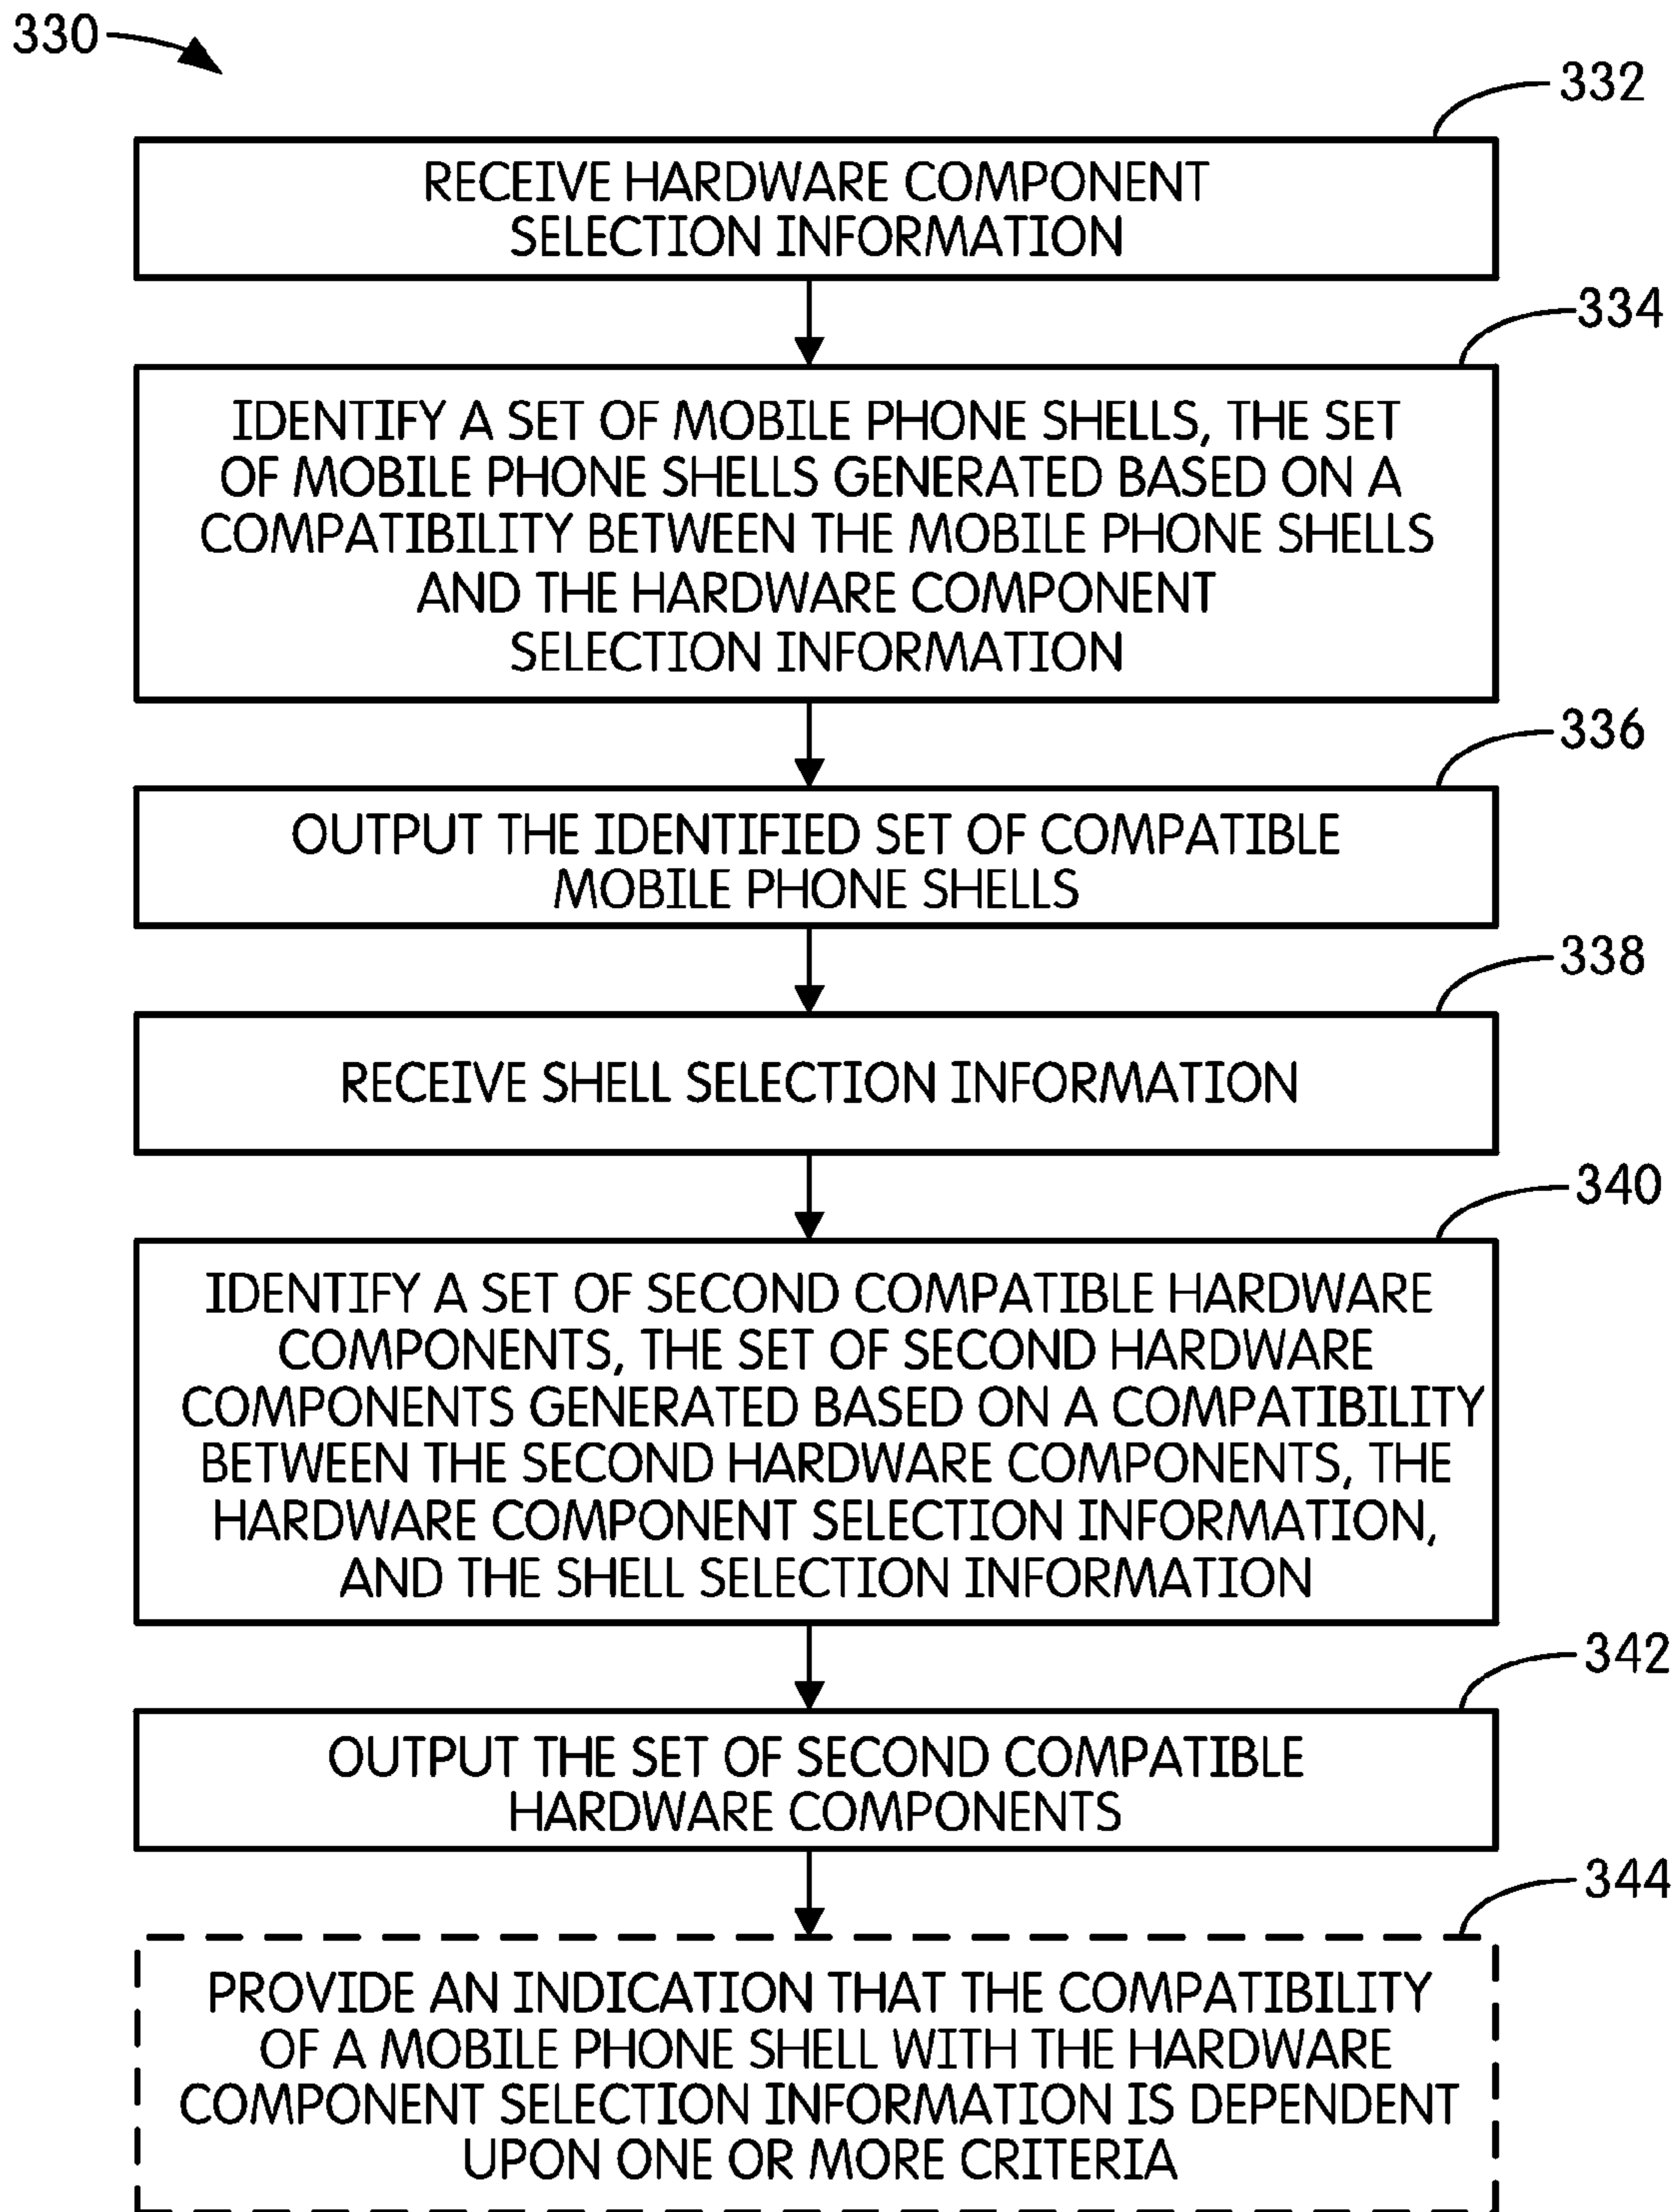 330
332
RECEIVE HARDWARE COMPONENT
SELECTION INFORMATION
334
IDENTIFY A SET OF MOBILE PHONE SHELLS, THE SET
OF MOBILE PHONE SHELLS GENERATED BASED ON A
COMPATIBILITY BETWEEN THE MOBILE PHONE SHELLS
AND THE HARDWARE COMPONENT
SELECTION INFORMATION
336
OUTPUT THE IDENTIFIED SET OF COMPATIBLE
MOBILE PHONE SHELLS
338
RECEIVE SHELL SELECTION INFORMATION
340
IDENTIFY A SET OF SECOND COMPATIBLE HARDWARE
COMPONENTS, THE SET OF SECOND HARDWARE
COMPONENTS GENERATED BASED ON A COMPATIBILITY
BETWEEN THE SECOND HARDWARE COMPONENTS, THE
HARDWARE COMPONENT SELECTION INFORMATION,
AND THE SHELL SELECTION INFORMATION
342
OUTPUT THE SET OF SECOND COMPATIBLE
HARDWARE COMPONENTS
344
PROVIDE AN INDICATION THAT THE COMPATIBILITY
OF A MOBILE PHONE SHELL WITH THE HARDWARE
COMPONENT SELECTION INFORMATION IS DEPENDENT
UPON ONE OR MORE CRITERIA